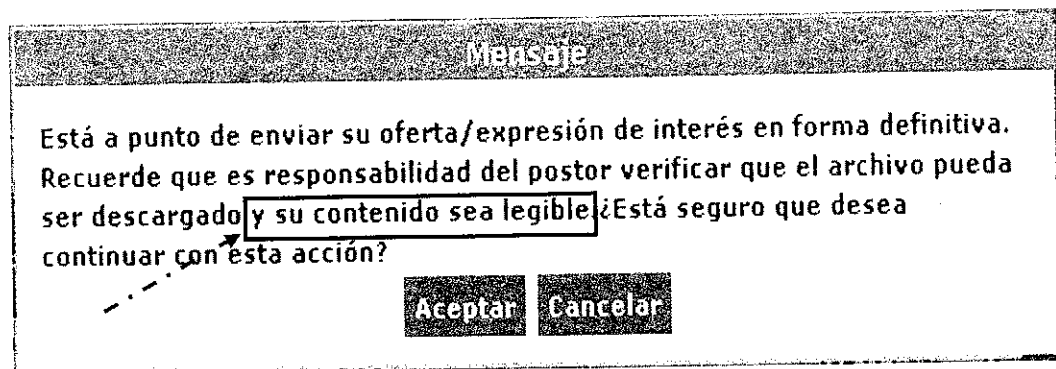 Mensaje
Está a punto de enviar su oferta/expresión de interés en forma definitiva.
Recuerde que es responsabilidad del postor verificar que el archivo pueda
ser descargado y su contenido sea legible ¿Está seguro que desea
continuar con esta acción?
Aceptar Cancelar